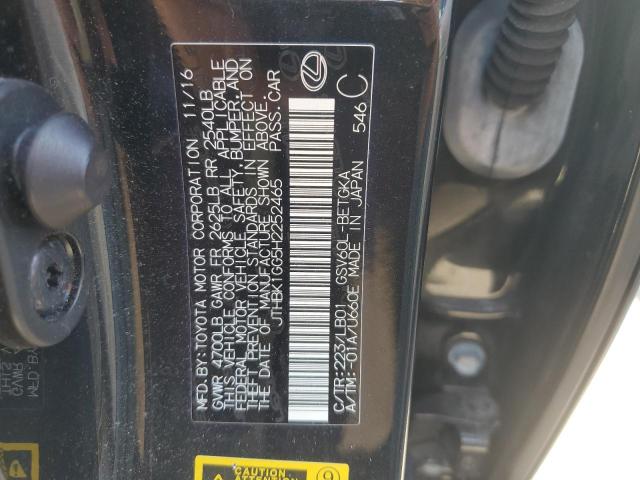 MFD. BY: TOYOTA MOTOR CORPORATION 11/16
GVWR 4700LB GAWR FR 2625LB RR 2540LB
THIS VEHICLE CONFORMS TO ALL APPLICABLE
FEDERAL MOTOR VEHICLE SAFETY, BUMPER, AND
THEFT PREVENTION STANDARDS IN EFFECT ON
THE DATE OF MANUFACTURE SHOWN ABOVE.
JTHBK1GG5H2252465 PASS.CAR
C/TR:223/LB01 GSV60L-BETGKA
A/TM:-01A/U660E MADE IN JAPAN 546 C
CAUTION
ATTENTION